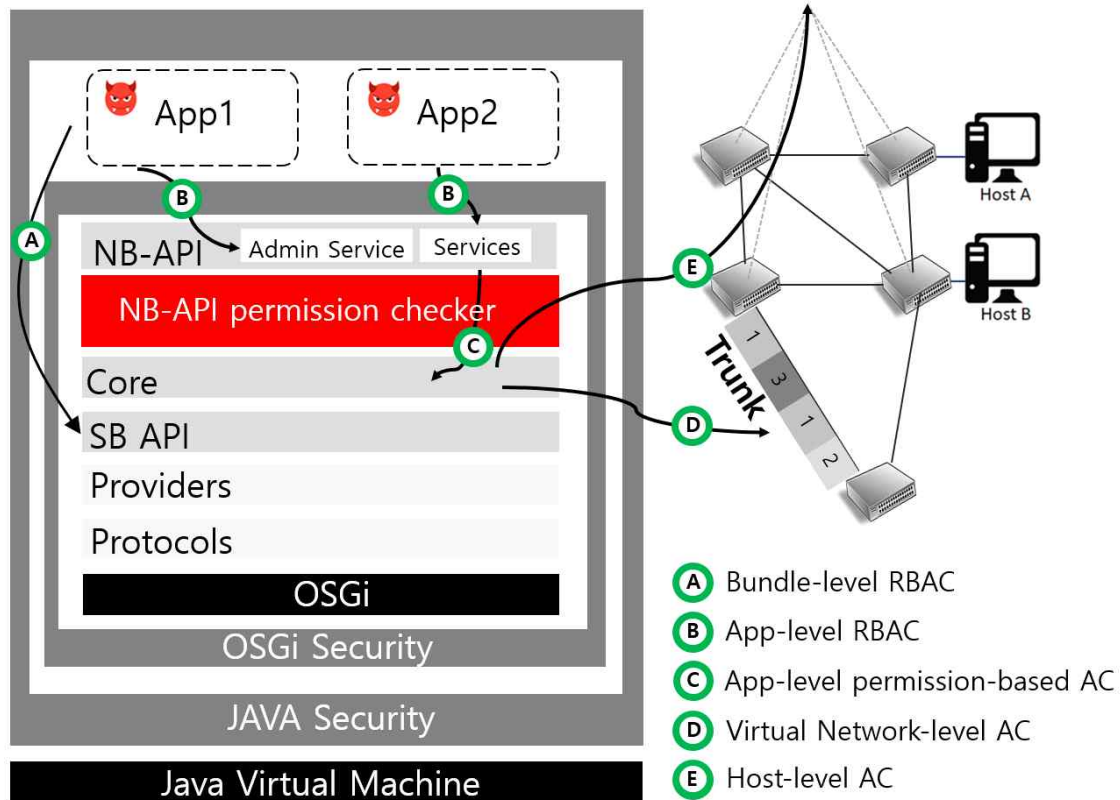 App1
App2
B
B
A
NB-API
Admin Service
Services
NB-API permission checker
C
Core
SB API
Providers
Protocols
OSGi
OSGi Security
JAVA Security
Java Virtual Machine
E
D
Host A
Host B
Trunk
1
3
1
2
A Bundle-level RBAC
B App-level RBAC
C App-level permission-based AC
D Virtual Network-level AC
E Host-level AC